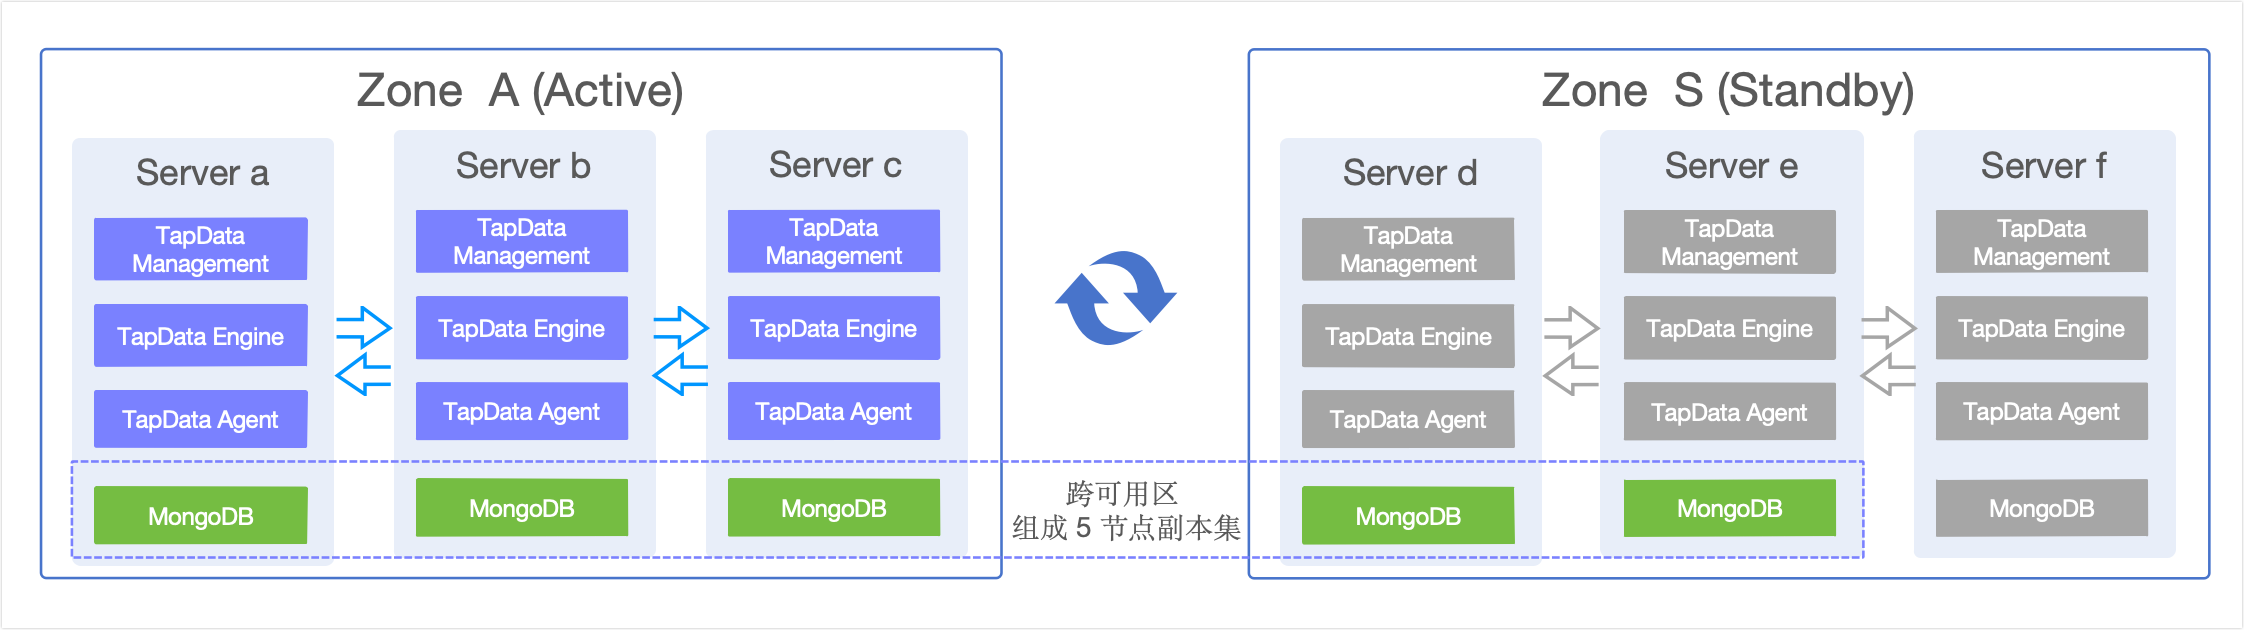 Zone A (Active)
Server a
TapData
Management
TapData Engine
TapData Agent
MongoDB
Server b
TapData
Management
TapData Engine
TapData Agent
MongoDB
Server c
TapData
Management
TapData Engine
TapData Agent
MongoDB
跨可用区
组成 5 节点副本集
Zone S (Standby)
Server d
TapData
Management
TapData Engine
TapData Agent
MongoDB
Server e
TapData
Management
TapData Engine
TapData Agent
MongoDB
Server f
TapData
Management
TapData Engine
TapData Agent
MongoDB